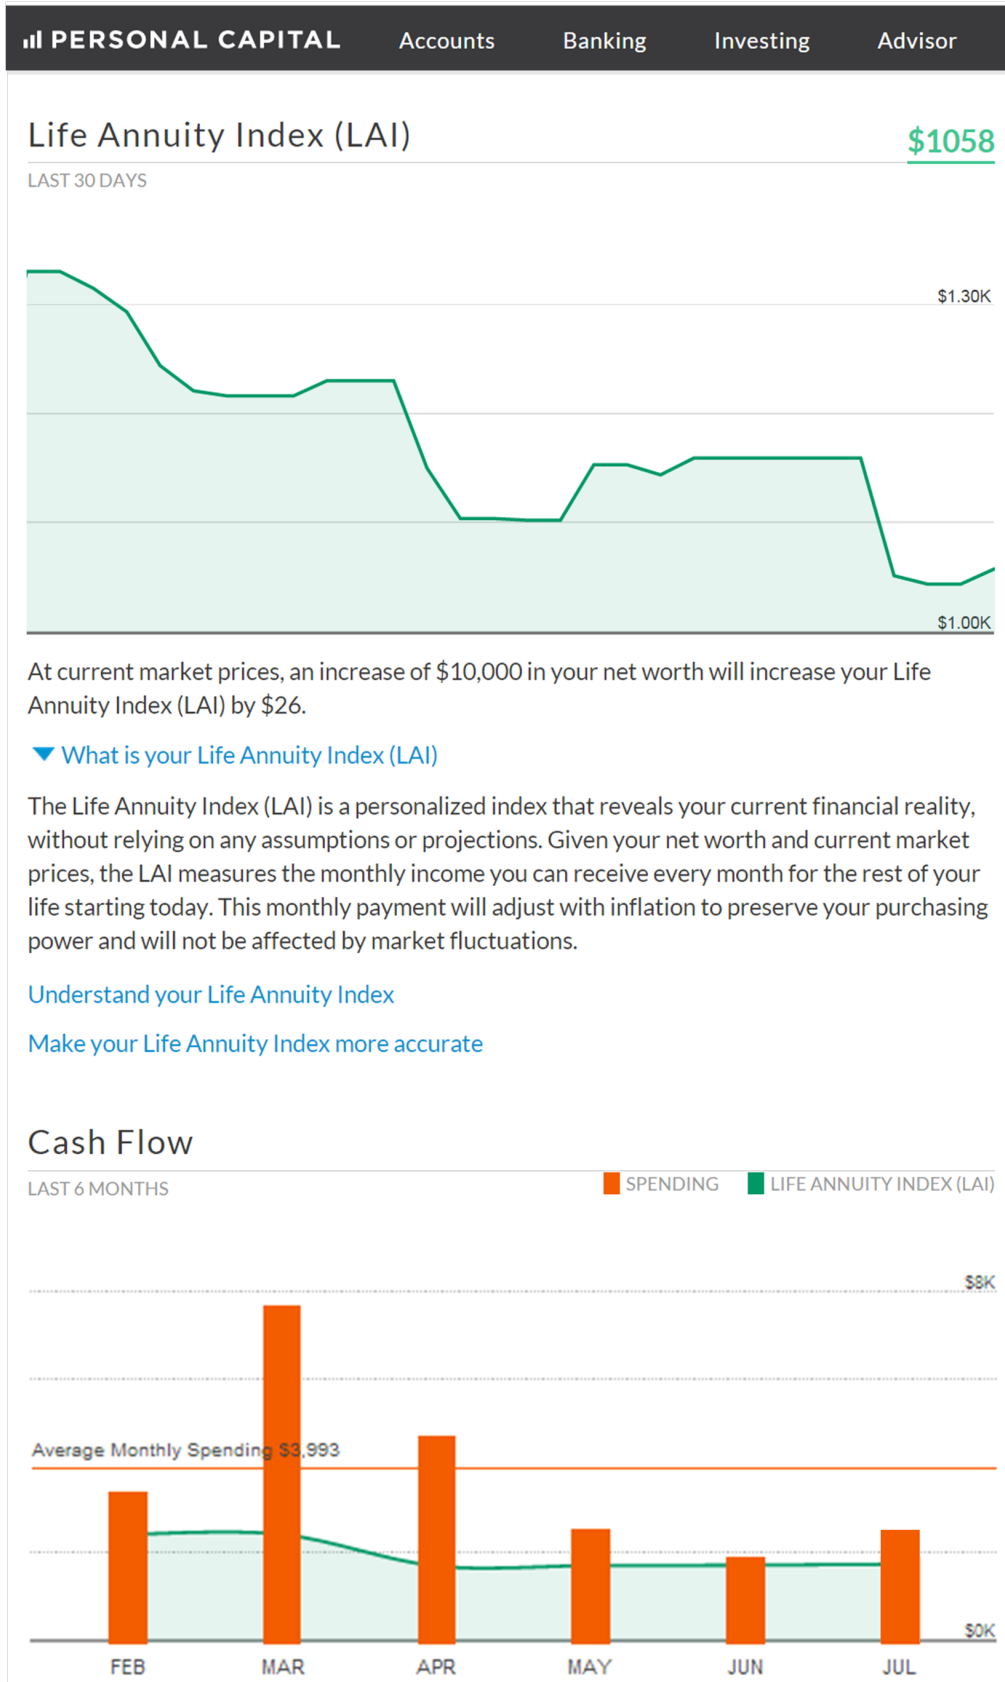 PERSONAL CAPITAL Accounts Banking Investing Advisor
Life Annuity Index (LAI) $1058
LAST 30 DAYS
$1.30K
$1.00K
At current market prices, an increase of $10,000 in your net worth will increase your Life
Annuity Index (LAI) by $26.
What is your Life Annuity Index (LAI)
The Life Annuity Index (LAI) is a personalized index that reveals your current financial reality,
without relying on any assumptions or projections. Given your net worth and current market
prices, the LAI measures the monthly income you can receive every month for the rest of your
life starting today. This monthly payment will adjust with inflation to preserve your purchasing
power and will not be affected by market fluctuations.
Understand your Life Annuity Index
Make your Life Annuity Index more accurate
Cash Flow
LAST 6 MONTHS SPENDING LIFE ANNUITY INDEX (LAI)
$8K
Average Monthly Spending $3,993
$0K
FEB MAR APR MAY JUN JUL